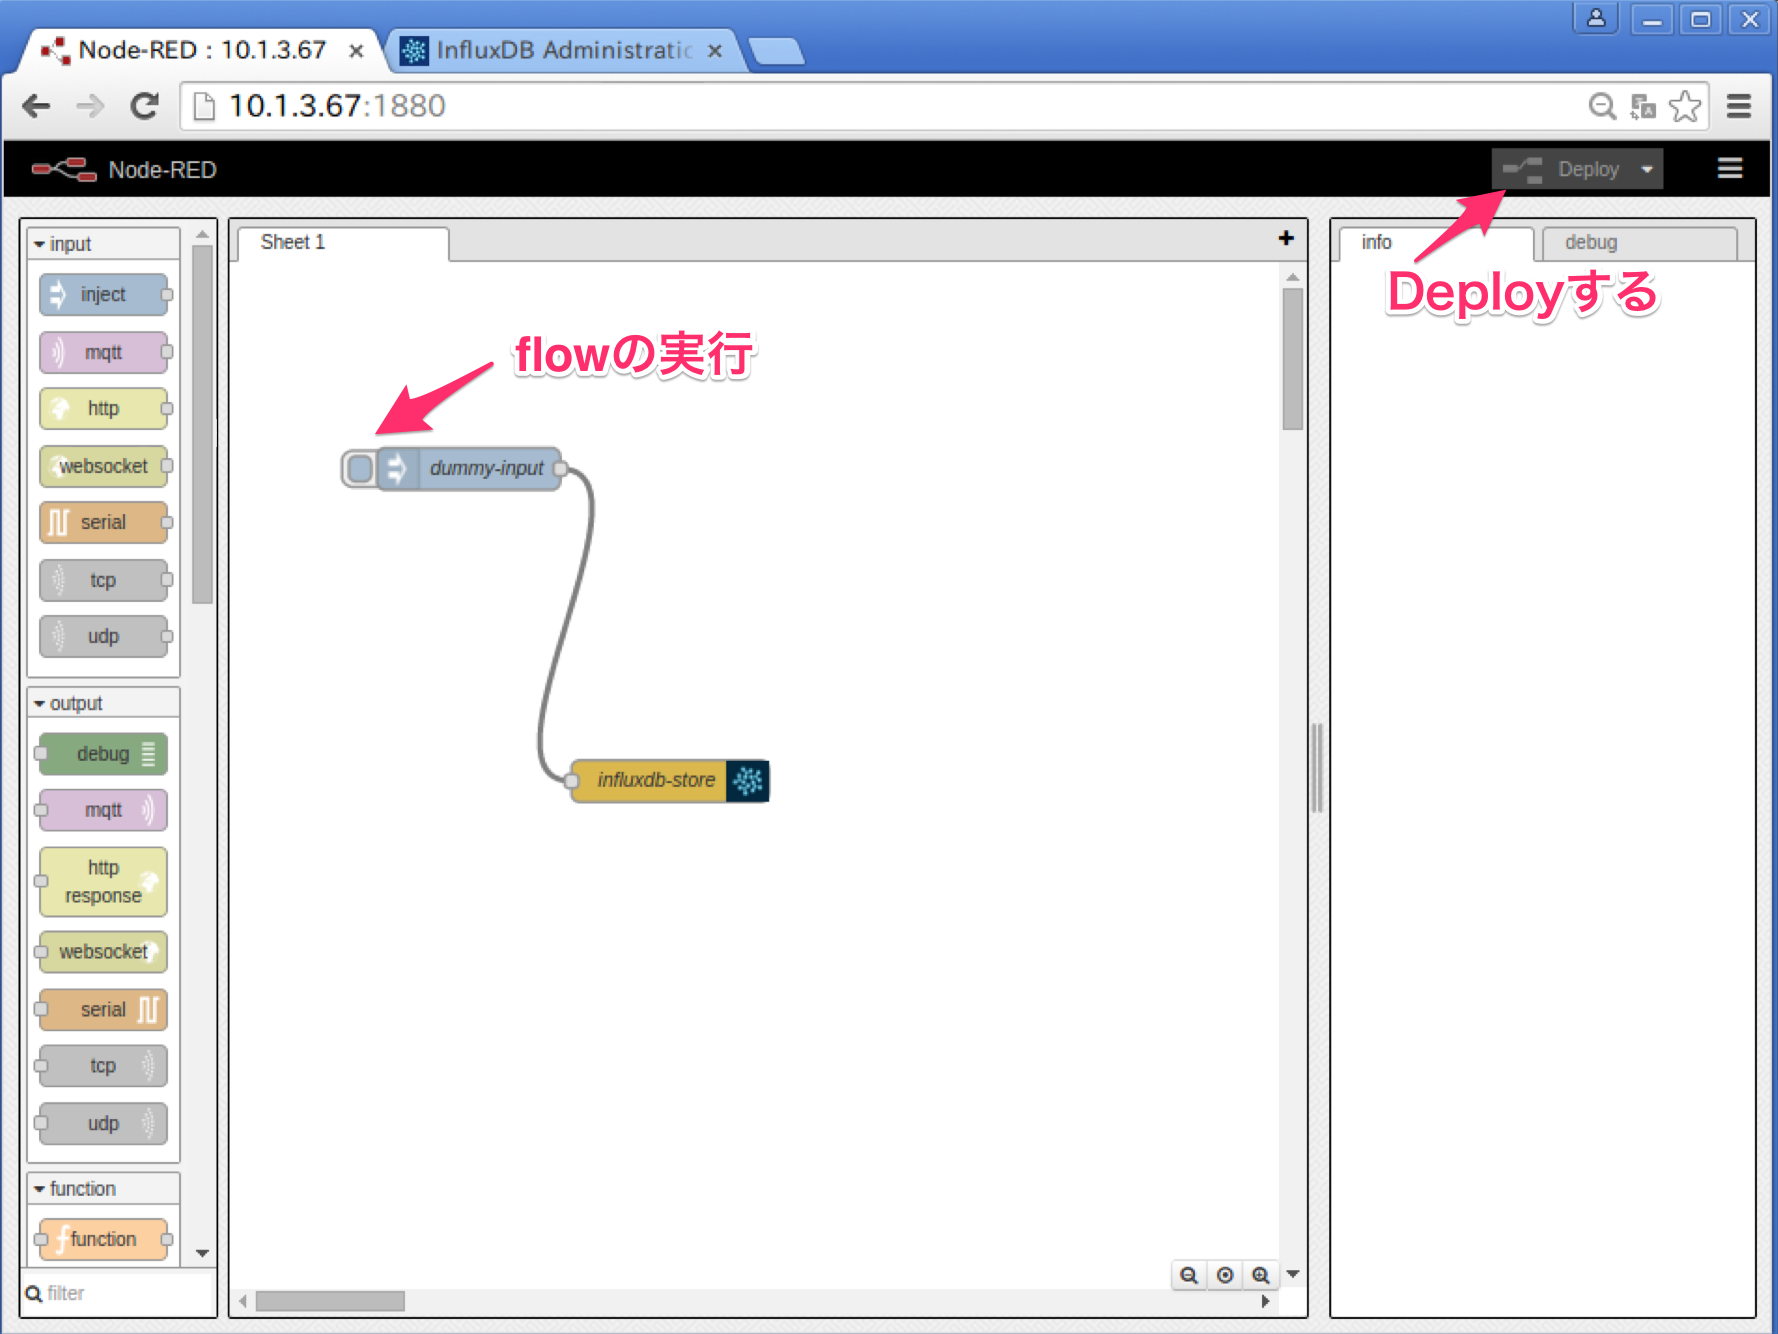 Node-RED : 10.1.3.67
InfluxDB Administratic
10.1.3.67:1880
Node-RED
Deploy
Deployする
input
inject
mqtt
http
websocket
serial
tcp
udp
output
debug
mqtt
http
response
websocket
serial
tcp
udp
function
function
filter
Sheet 1
flowの実行
dummy-input
influxdb-store
info
debug